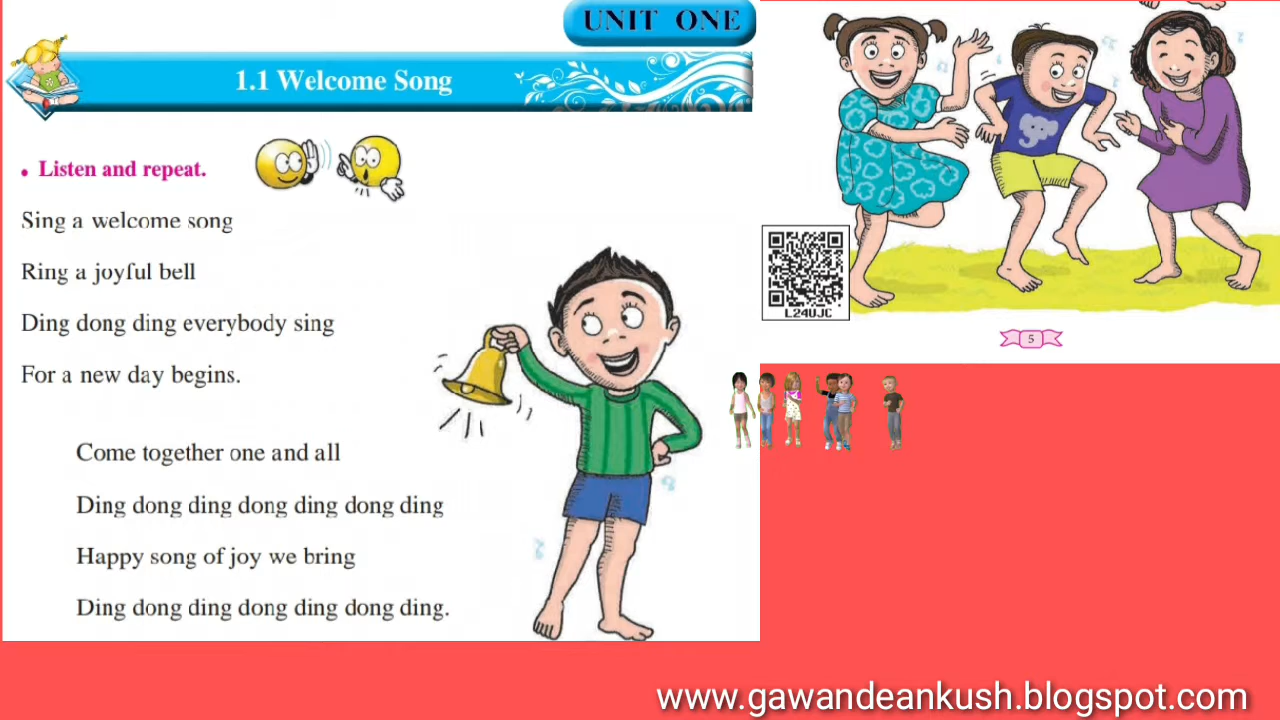 UNIT ONE
1.1 Welcome Song
• Listen and repeat.
Sing a welcome song
Ring a joyful bell
Ding dong ding everybody sing
For a new day begins.
Come together one and all
Ding dong ding dong ding dong ding
Happy song of joy we bring
Ding dong ding dong ding dong ding.
L24UJC
5
www.gawandeankush.blogspot.com